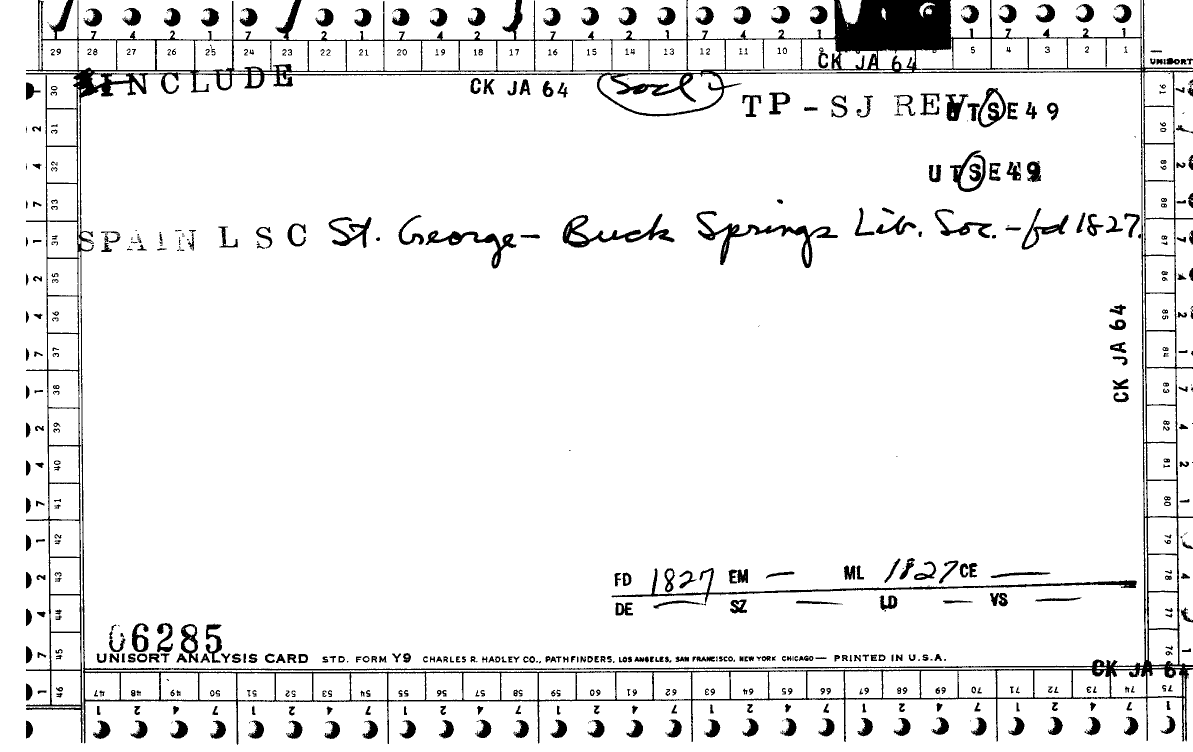 1 7 4 2 1 7 4 2 1 7 4 2 1 7 4 2 1 7 4 2 1 1 7 4 2 1
29 28 27 26 25 24 23 22 21 20 19 18 17 16 15 14 13 12 11 10 9 5 4 3 2 1
UNISORT
INCLUDE CK JA 64 Socl ? CK JA 64
TP-SJ REV UTSE49
UTSE49
SPAIN LSC St. George - Buck Springs Lib. Soc. - fd 1827.
CK JA 64
FD 1827 EM — ML 1827 CE —
DE — SZ — LD — VS —
06285
UNISORT ANALYSIS CARD STD. FORM Y9 CHARLES R. HADLEY CO., PATHFINDERS, LOS ANGELES, SAN FRANCISCO, NEW YORK CHICAGO — PRINTED IN U.S.A.
CK JA 64
30 31 32 33 34 35 36 37 38 39 40 41 42 43 44 45 46
91 90 89 88 87 86 85 84 83 82 81 80 79 78 77 76 75
47 48 49 50 51 52 53 54 55 56 57 58 59 60 61 62 63 64 65 66 67 68 69 70 71 72 73 74
1 2 4 7 1 2 4 7 1 2 4 7 1 2 4 7 1 2 4 7 1 2 4 7 1 2 4 7